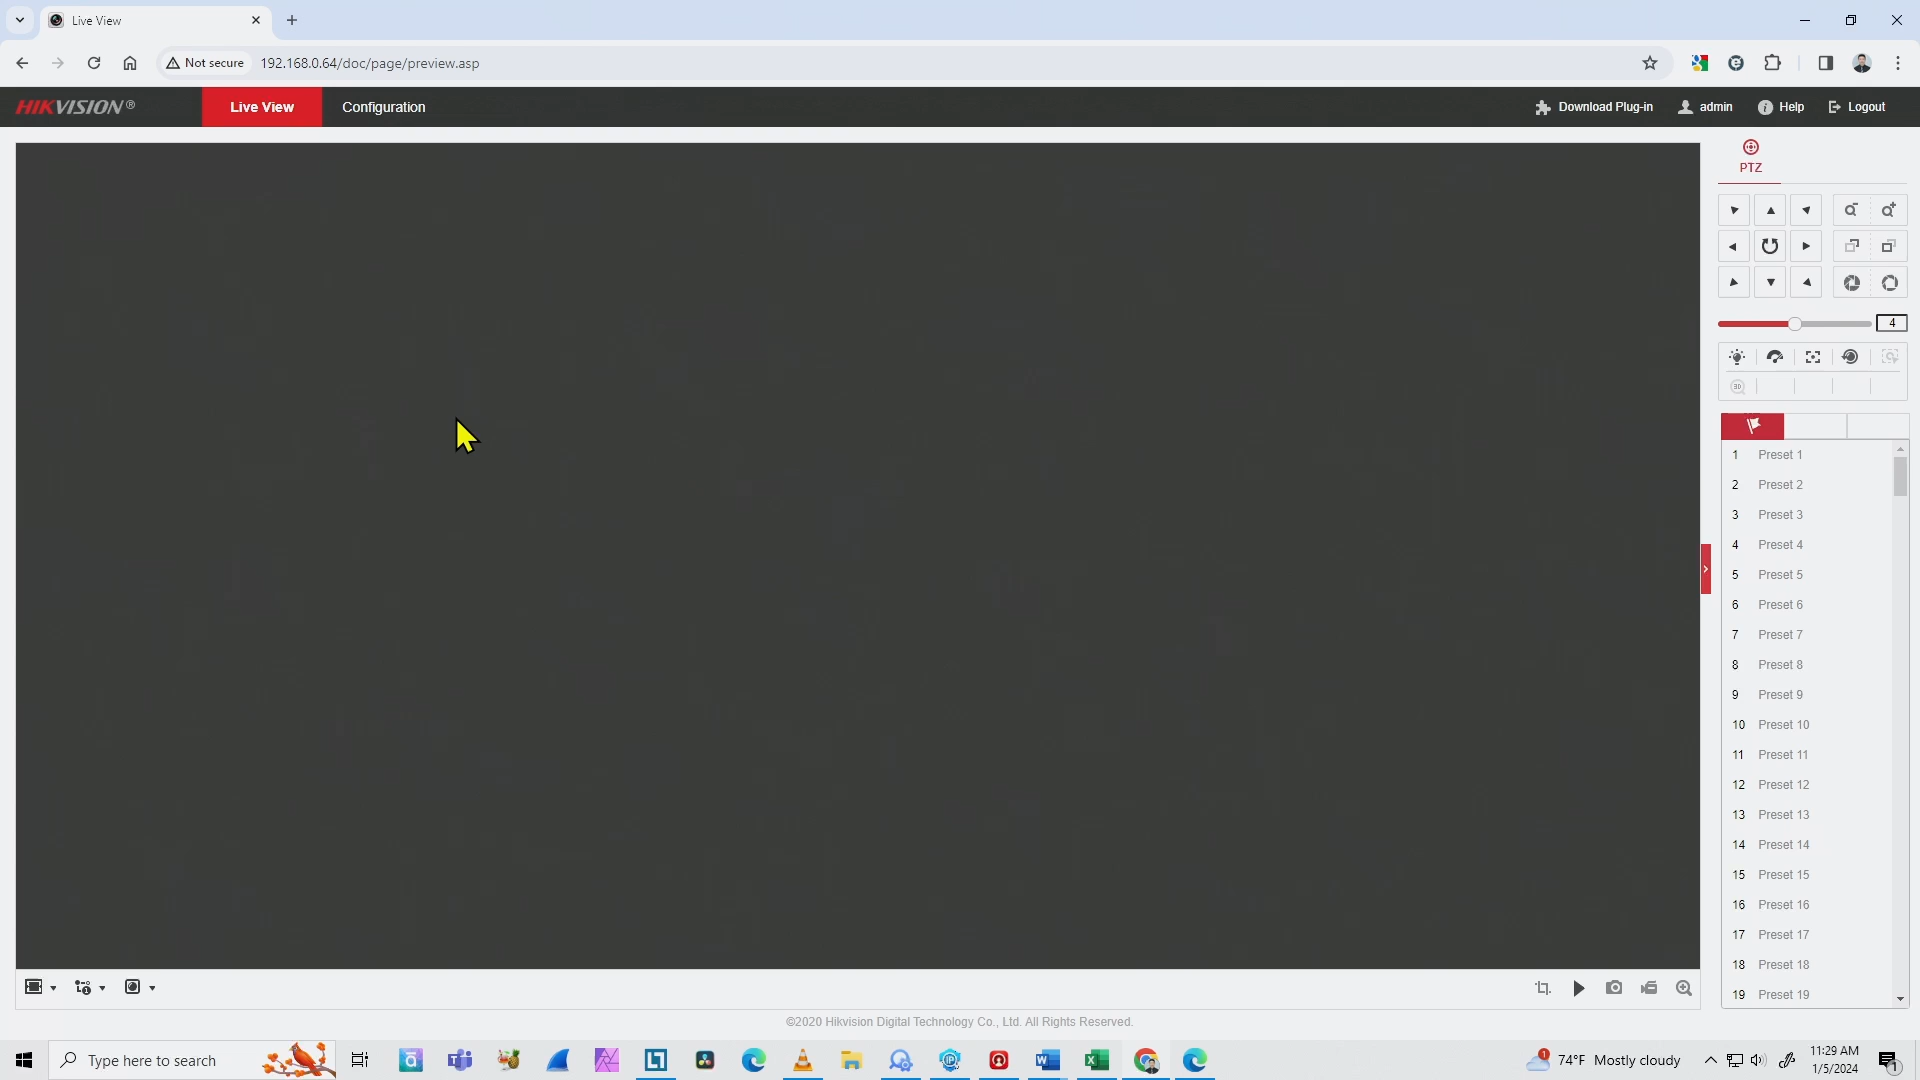 Live View
Not secure
192.168.0.64/doc/page/preview.asp
HIKVISION®
Live View
Configuration
Download Plug-in
admin
Help
Logout
PTZ
4
3D
1 Preset 1
2 Preset 2
3 Preset 3
4 Preset 4
5 Preset 5
6 Preset 6
7 Preset 7
8 Preset 8
9 Preset 9
10 Preset 10
11 Preset 11
12 Preset 12
13 Preset 13
14 Preset 14
15 Preset 15
16 Preset 16
17 Preset 17
18 Preset 18
19 Preset 19
©2020 Hikvision Digital Technology Co., Ltd. All Rights Reserved.
Type here to search
1
74°F Mostly cloudy
11:29 AM
1/5/2024
1